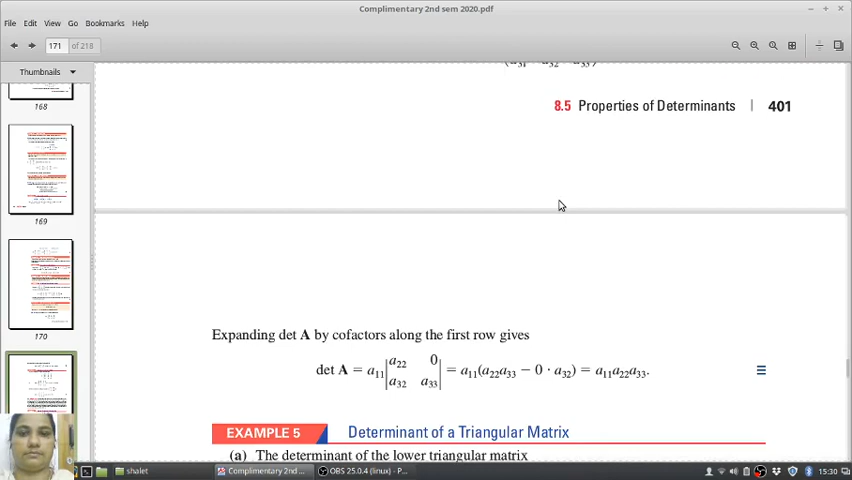 Complimentary 2nd sem 2020.pdf
File Edit View Go Bookmarks Help
171 of 218
Thumbnails
168
8.5 Properties of Determinants | 401
169
170
Expanding det A by cofactors along the first row gives
det A = a11 |a22 0| = a11(a22a33 − 0 · a32) = a11a22a33.
|a32 a33|
EXAMPLE 5 Determinant of a Triangular Matrix
(a) The determinant of the lower triangular matrix
shalet
Complimentary 2nd ...
OBS 25.0.4 (linux) - P...
15:30